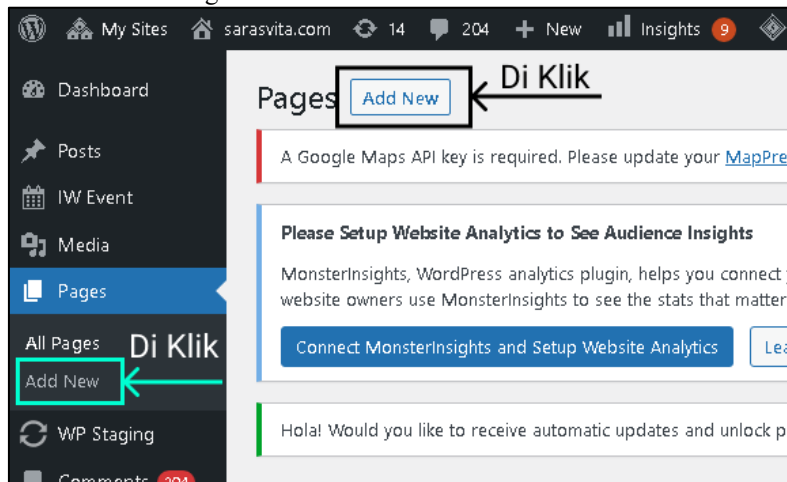 My Sites sarasvita.com 14 204 + New Insights 9
Dashboard
Pages Add New Di Klik
Posts
A Google Maps API key is required. Please update your MapPre
IW Event
Please Setup Website Analytics to See Audience Insights
Media
MonsterInsights, WordPress analytics plugin, helps you connect
Pages
website owners use MonsterInsights to see the stats that matter
All Pages Di Klik
Connect MonsterInsights and Setup Website Analytics Lea
Add New
WP Staging
Hola! Would you like to receive automatic updates and unlock p
Comments 204